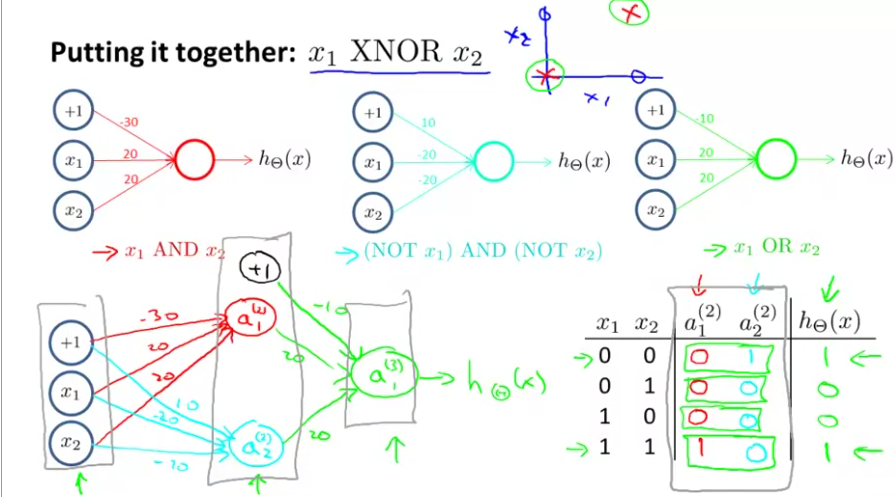 Putting it together: x₁ XNOR x₂
x₂
x₁
+1
-30
x₁
20
hΘ(x)
20
x₂
→ x₁ AND x₂
+1
10
x₁
-20
hΘ(x)
-20
x₂
→ (NOT x₁) AND (NOT x₂)
+1
-10
x₁
20
hΘ(x)
20
x₂
→ x₁ OR x₂
+1
+1
x₁
x₂
-30
20
20
10
-20
a₁⁽²⁾
a₂⁽²⁾
-10
20
20
a₁⁽³⁾
→ hΘ(x)
x₁ x₂ a₁⁽²⁾ a₂⁽²⁾ hΘ(x)
0 0 0 1 1
0 1 0 0 0
1 0 0 0 0
1 1 1 0 1